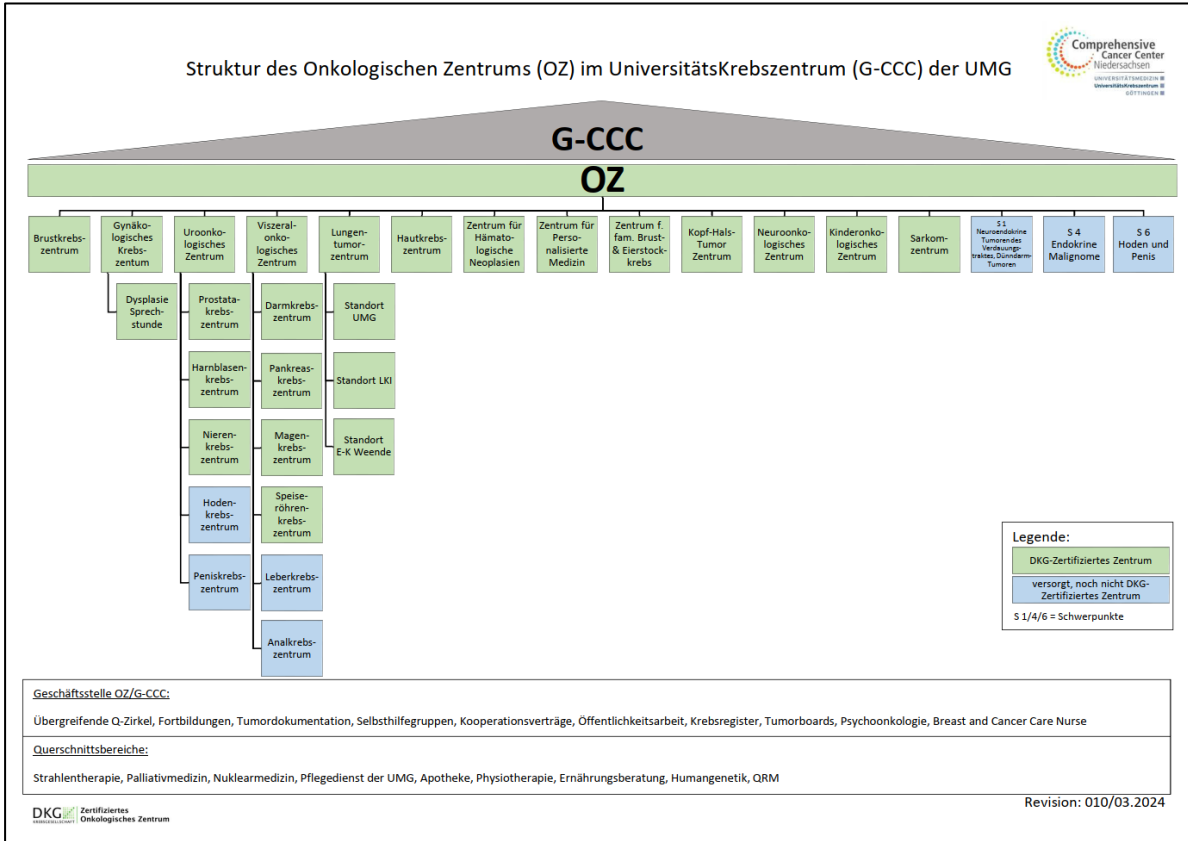 Struktur des Onkologischen Zentrums (OZ) im UniversitätsKrebszentrum (G-CCC) der UMG
Comprehensive
Cancer Center
Niedersachsen
UNIVERSITÄTSMEDIZIN
UniversitätsKrebszentrum
GÖTTINGEN
G-CCC
OZ
Brustkrebs-
zentrum
Gynäko-
logisches
Krebs-
zentum
Uroonko-
logisches
Zentrum
Viszeral-
onko-
logisches
Zentrum
Lungen-
tumor-
zentrum
Hautkrebs-
zentrum
Zentrum für
Hämato-
logische
Neoplasien
Zentrum für
Perso-
nalisierte
Medizin
Zentrum f.
fam. Brust-
& Eierstock-
krebs
Kopf-Hals-
Tumor
Zentrum
Neuroonko-
logisches
Zentrum
Kinderonko-
logisches
Zentrum
Sarkom-
zentrum
S 1
Neuroendokrine
Tumoren des
Verdauungs-
traktes, Dünndarm-
Tumoren
S 4
Endokrine
Malignome
S 6
Hoden und
Penis
Dysplasie
Sprech-
stunde
Prostata-
krebs-
zentrum
Darmkrebs-
zentrum
Standort
UMG
Harnblasen-
krebs-
zentrum
Pankreas-
krebs-
zentrum
Standort LKI
Nieren-
krebs-
zentrum
Magen-
krebs-
zentrum
Standort
E-K Weende
Hoden-
krebs-
zentrum
Speise-
röhren-
krebs-
zentrum
Peniskrebs-
zentrum
Leberkrebs-
zentrum
Analkrebs-
zentrum
Legende:
DKG-Zertifiziertes Zentrum
versorgt, noch nicht DKG-
Zertifiziertes Zentrum
S 1/4/6 = Schwerpunkte
Geschäftsstelle OZ/G-CCC:
Übergreifende Q-Zirkel, Fortbildungen, Tumordokumentation, Selbsthilfegruppen, Kooperationsverträge, Öffentlichkeitsarbeit, Krebsregister, Tumorboards, Psychoonkologie, Breast and Cancer Care Nurse
Querschnittsbereiche:
Strahlentherapie, Palliativmedizin, Nuklearmedizin, Pflegedienst der UMG, Apotheke, Physiotherapie, Ernährungsberatung, Humangenetik, QRM
DKG
KREBSGESELLSCHAFT
Zertifiziertes
Onkologisches Zentrum
Revision: 010/03.2024